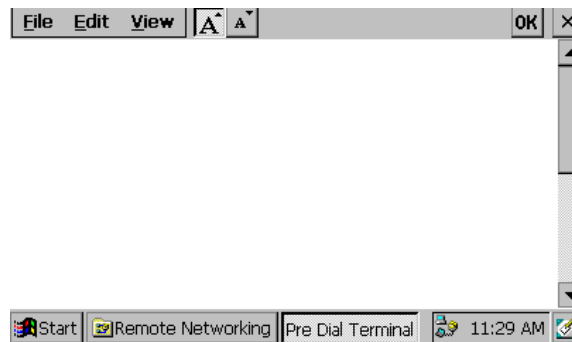 File Edit View A A OK ×
Start Remote Networking Pre Dial Terminal 11:29 AM